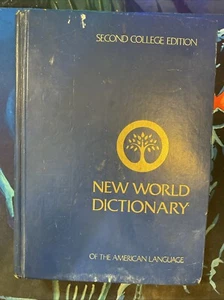 SECOND COLLEGE EDITION
NEW WORLD
DICTIONARY
OF THE AMERICAN LANGUAGE